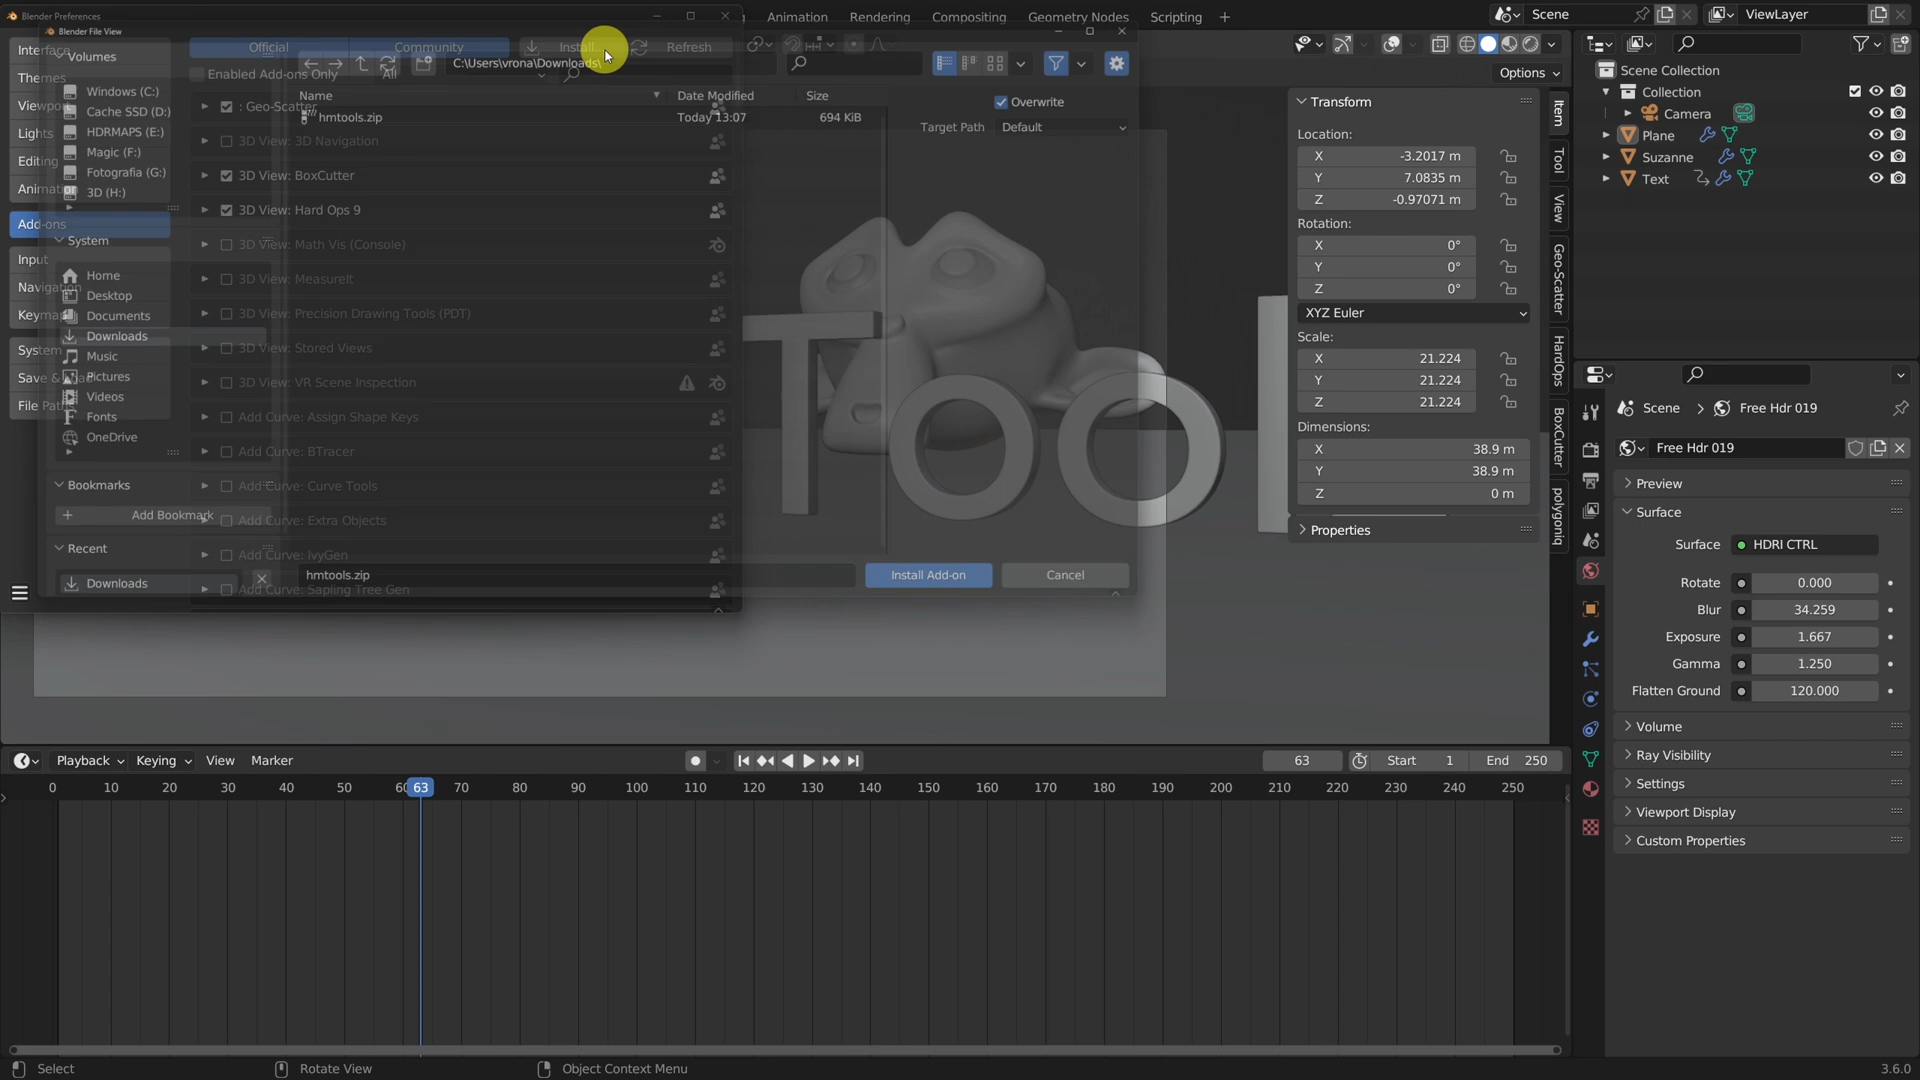 Blender Preferences
Animation
Rendering
Compositing
Geometry Nodes
Scripting
Scene
ViewLayer
Blender File View
Interface
Volumes
Official
Community
Install...
Refresh
Themes
Enabled Add-ons Only
All
C:\Users\vrona\Downloads\
Options
Scene Collection
Windows (C:)
Name
Date Modified
Size
Overwrite
Transform
Collection
Viewport
Cache SSD (D:)
: Geo-Scatter
hmtools.zip
Today 13:07
694 KiB
Target Path
Default
Item
Camera
Lights
HDRMAPS (E:)
3D View: 3D Navigation
Location:
Plane
Editing
Magic (F:)
X
-3.2017 m
Tool
Suzanne
Fotografia (G:)
3D View: BoxCutter
Y
7.0835 m
Text
3D (H:)
Z
-0.97071 m
View
Add-ons
3D View: Hard Ops 9
Rotation:
System
3D View: Math Vis (Console)
X
0°
Input
Home
3D View: MeasureIt
Y
0°
Geo-Scatter
Desktop
Z
0°
Keymap
Documents
3D View: Precision Drawing Tools (PDT)
XYZ Euler
System
Downloads
3D View: Stored Views
Scale:
Music
X
21.224
HardOps
Pictures
3D View: VR Scene Inspection
Y
21.224
Videos
Z
21.224
File
Fonts
Add Curve: Assign Shape Keys
Dimensions:
BoxCutter
Scene
Free Hdr 019
OneDrive
Add Curve: BTracer
X
38.9 m
Free Hdr 019
Y
38.9 m
Bookmarks
Add Curve: Curve Tools
Z
0 m
Preview
Add Bookmark
Add Curve: Extra Objects
Properties
polygoniq
Surface
Recent
Add Curve: IvyGen
Surface
HDRI CTRL
Downloads
hmtools.zip
Install Add-on
Cancel
Add Curve: Sapling Tree Gen
Too
Rotate
0.000
Blur
34.259
Exposure
1.667
Gamma
1.250
Flatten Ground
120.000
Volume
Ray Visibility
Settings
Viewport Display
Custom Properties
Playback
Keying
View
Marker
63
Start
1
End
250
0
10
20
30
40
50
63
70
80
90
100
110
120
130
140
150
160
170
180
190
200
210
220
230
240
250
Select
Rotate View
Object Context Menu
3.6.0